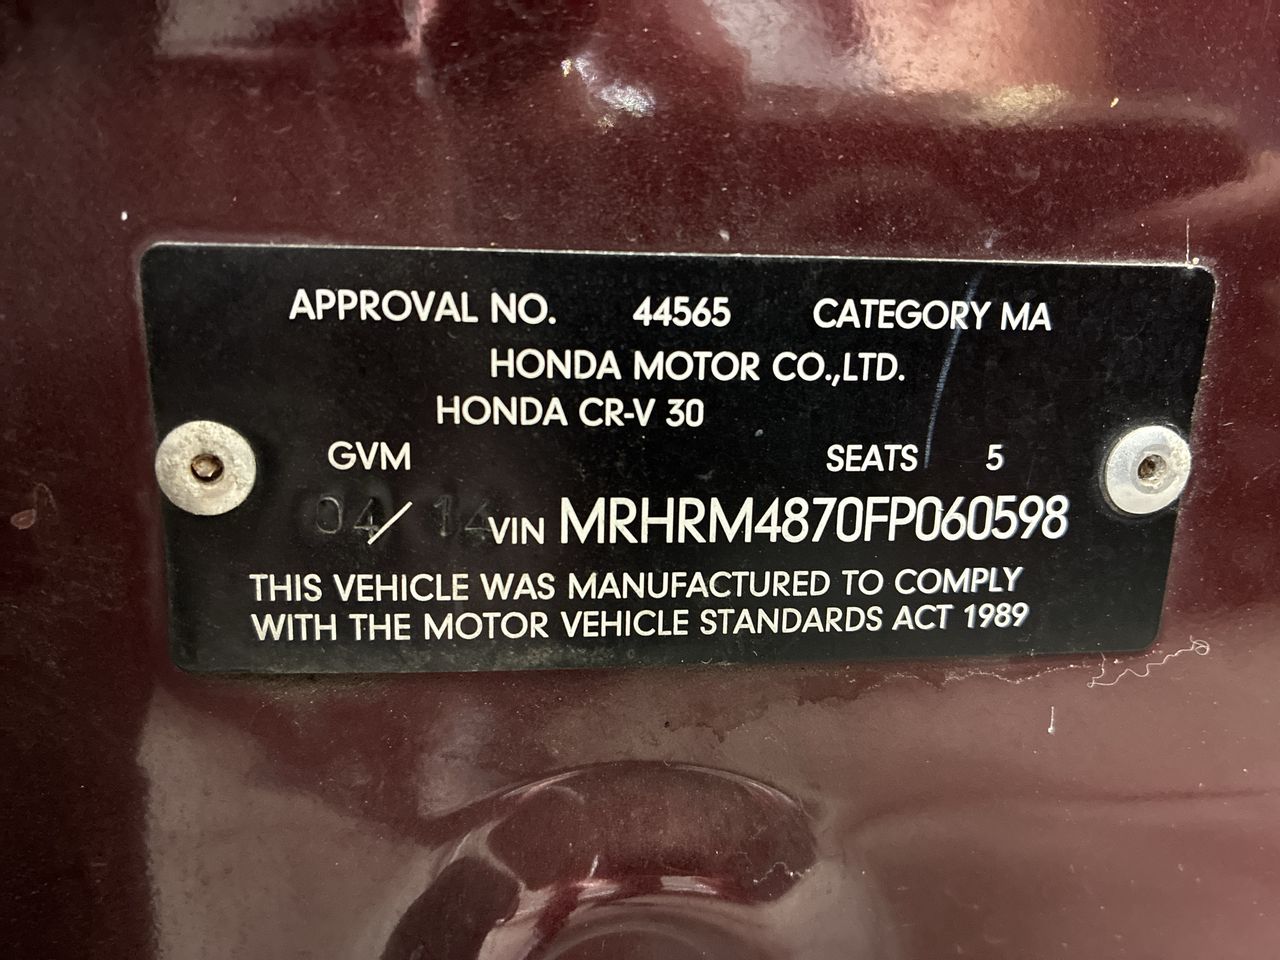 APPROVAL NO. 44565 CATEGORY MA
HONDA MOTOR CO.,LTD.
HONDA CR-V 30
GVM SEATS 5
04/14 VIN MRHRM4870FP060598
THIS VEHICLE WAS MANUFACTURED TO COMPLY
WITH THE MOTOR VEHICLE STANDARDS ACT 1989